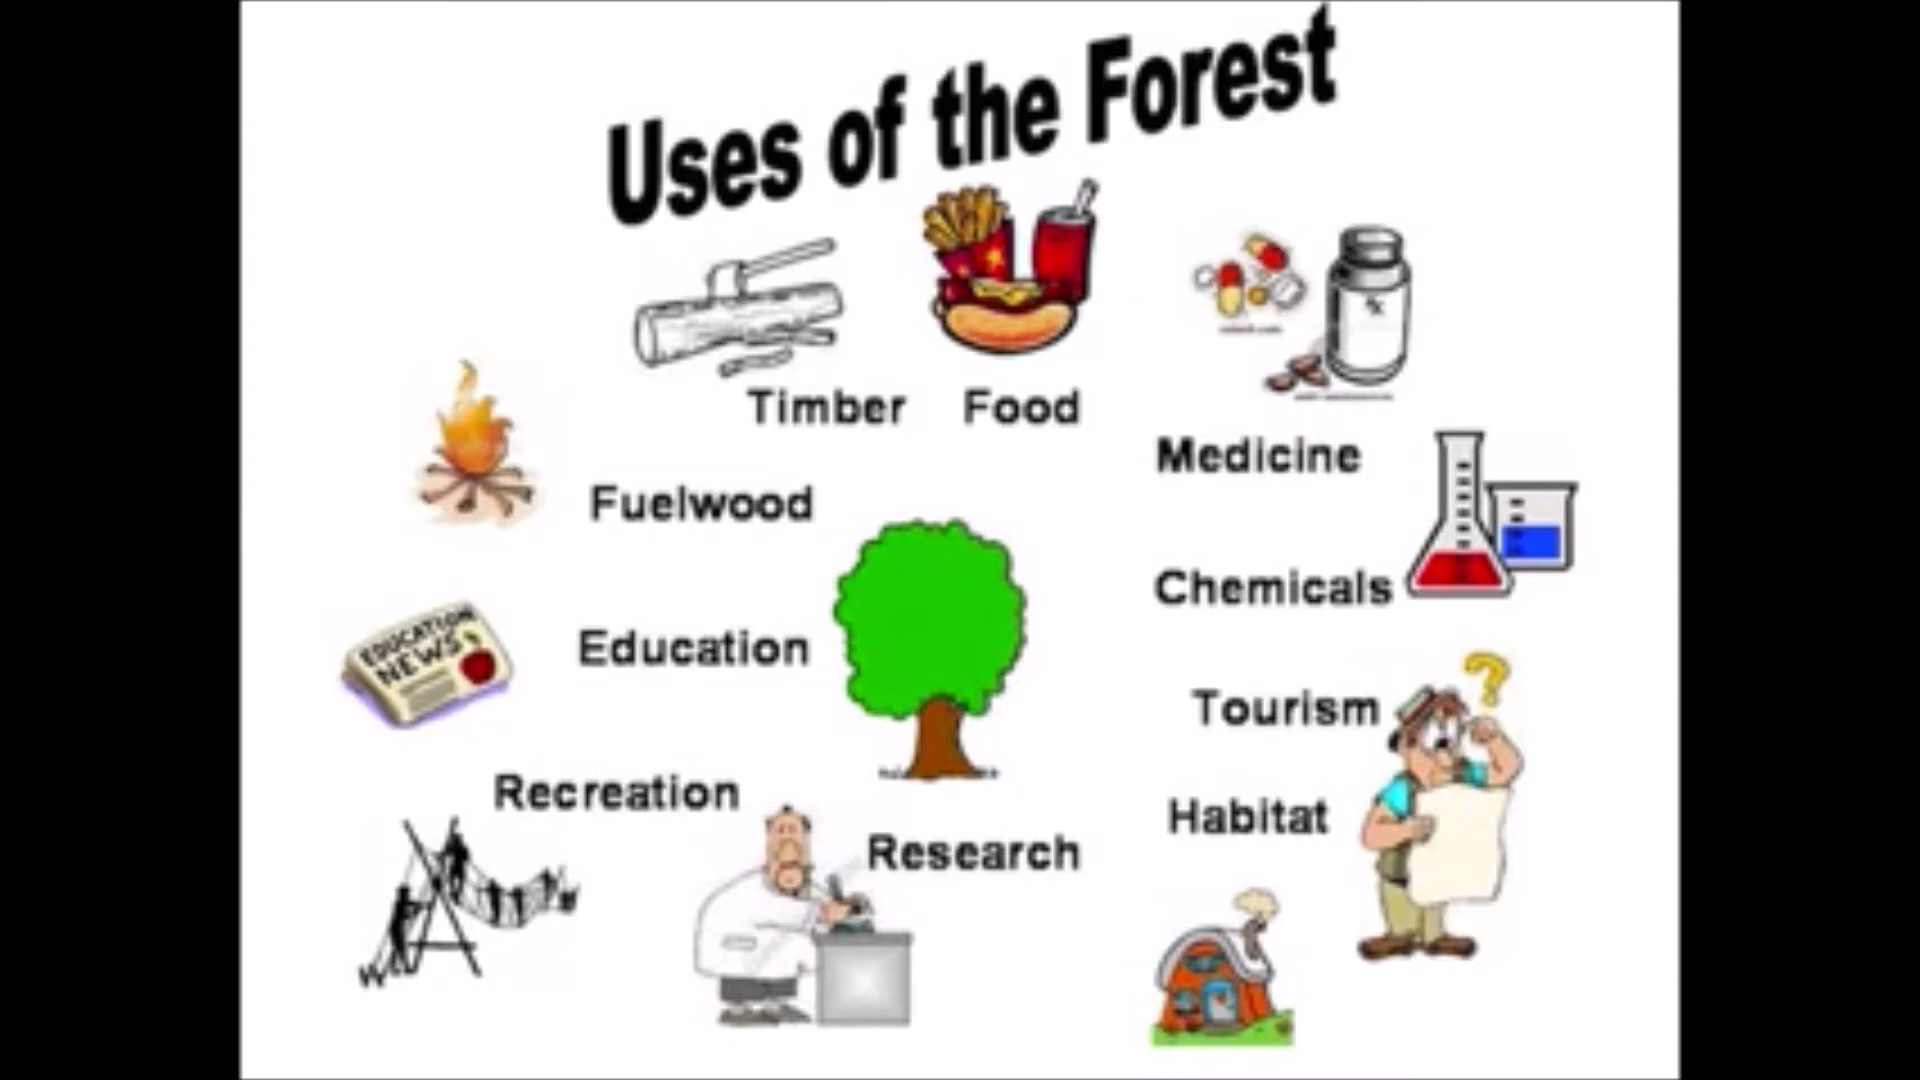 Uses of the Forest
Timber
Food
Medicine
Fuelwood
Chemicals
EDUCATION
NEWS
Education
Tourism
Recreation
Habitat
Research